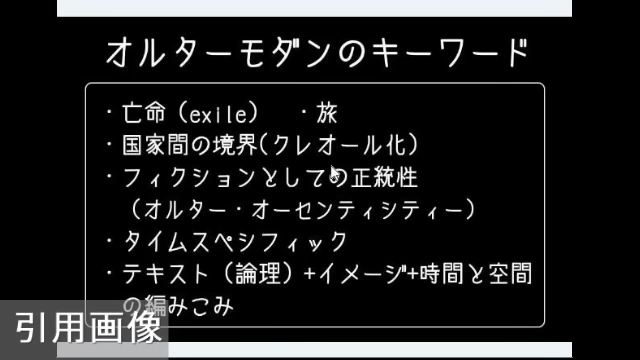 オルターモダンのキーワード
・亡命（exile）　・旅
・国家間の境界(クレオール化)
・フィクションとしての正統性
（オルター・オーセンティシティー）
・タイムスペシフィック
・テキスト（論理）+イメージ+時間と空間
の編みこみ
引用画像